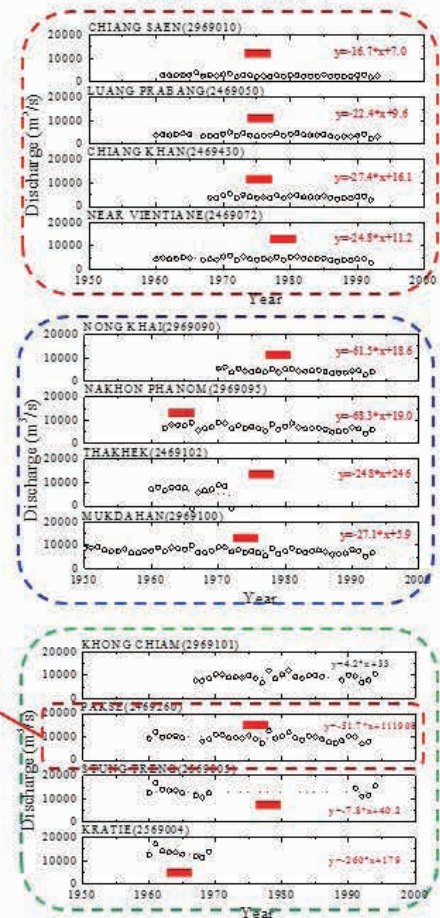 CHIANG SAEN(2969010)
20000
10000
0
y=-16.7*x+7.0
LUANG PRABANG(2469050)
20000
10000
0
y=-22.4*x+9.6
CHIANG KHAN(2469430)
20000
10000
0
y=-27.4*x+16.1
NEAR VIENTIANE(2469072)
20000
10000
0
y=-24.8*x+11.2
Discharge (m³/s)
1950 1960 1970 1980 1990 2000
Year
NONG KHAI(2969090)
20000
10000
0
y=-61.5*x+18.6
NAKHON PHANOM(2969095)
20000
10000
0
y=-68.3*x+19.0
THAKHEK(2469102)
20000
10000
0
y=-248*x+246
MUKDAHAN(2969100)
20000
10000
0
y=-27.1*x+5.9
Discharge (m³/s)
1950 1960 1970 1980 1990 2000
Year
KHONG CHIAM(2969101)
20000
10000
0
y=4.2*x+33
PAKSE(2469260)
20000
10000
0
STUNG TRENG
20000
10000
0
y=-7.8*x+40.2
KRATIE(2569004)
20000
10000
0
y=-260*x+179
Discharge (m³/s)
1950 1960 1970 1980 1990 2000
Year